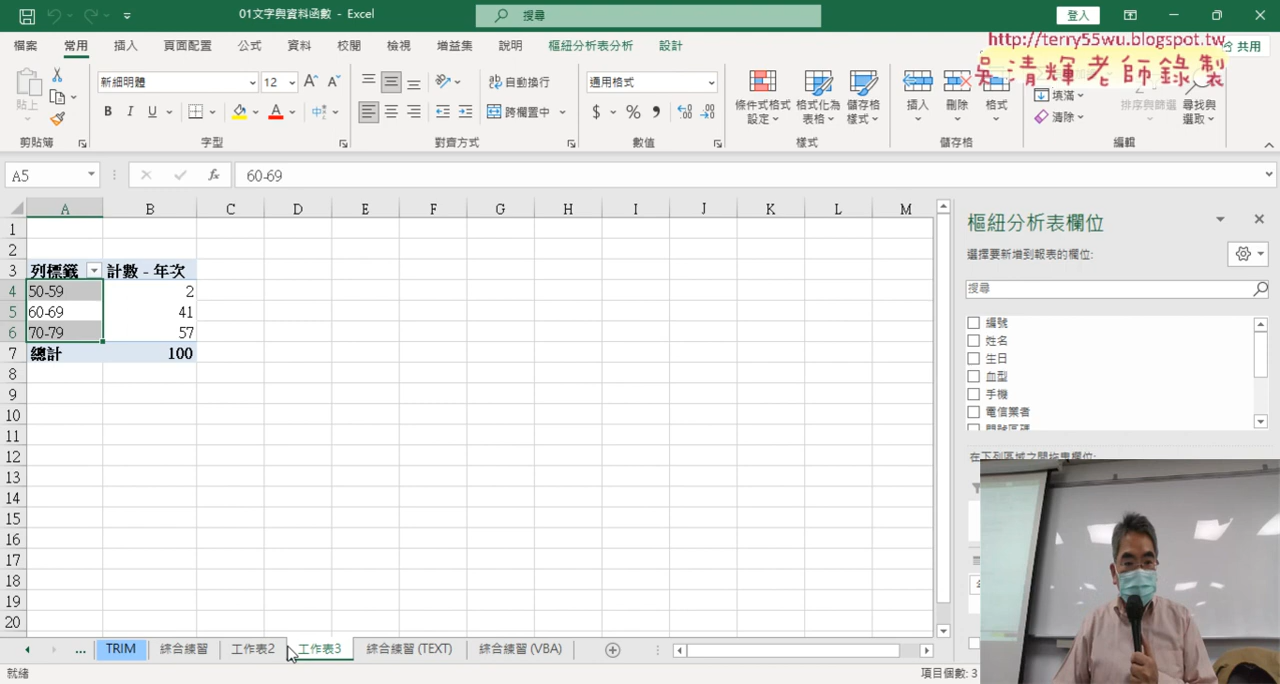 01文字與資料函數 - Excel
搜尋
登入
http://terry55wu.blogspot.tw
吳清輝老師錄製
檔案 常用 插入 頁面配置 公式 資料 校閱 檢視 增益集 說明 樞紐分析表分析 設計 共用
新細明體 12 自動換行 通用格式
貼上 B I U 跨欄置中 $ % 條件式格式設定 格式化為表格 儲存格樣式 插入 刪除 格式 填滿 清除 排序與篩選 尋找與選取
剪貼簿 字型 對齊方式 數值 樣式 儲存格 編輯
A5 fx 60-69
A B C D E F G H I J K L M
1
2
3 列標籤 計數 - 年次
4 50-59 2
5 60-69 41
6 70-79 57
7 總計 100
8
9
10
11
12
13
14
15
16
17
18
19
20
樞紐分析表欄位
選擇要新增到報表的欄位:
搜尋
編號
姓名
生日
血型
手機
電信業者
... TRIM 綜合練習 工作表2 工作表3 綜合練習 (TEXT) 綜合練習 (VBA)
就緒 項目個數: 3